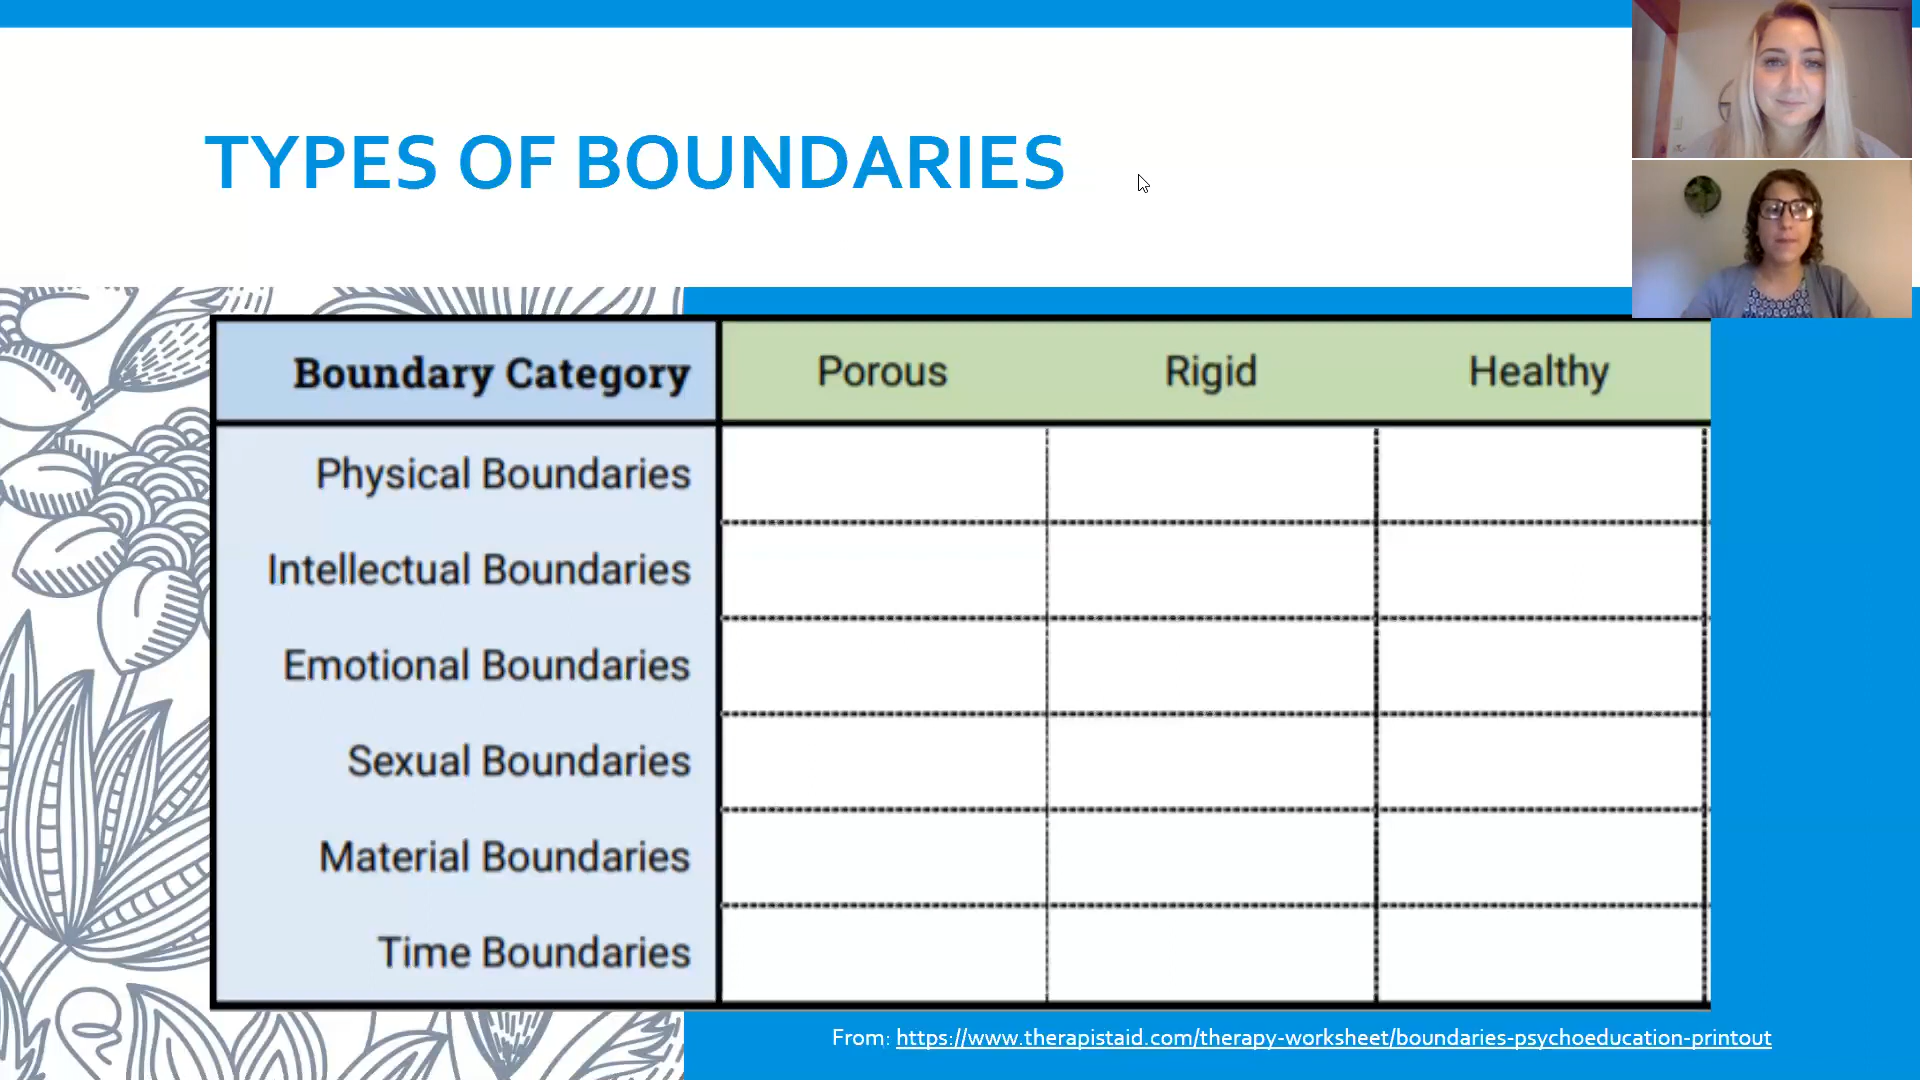 TYPES OF BOUNDARIES
Boundary Category Porous Rigid Healthy
Physical Boundaries
Intellectual Boundaries
Emotional Boundaries
Sexual Boundaries
Material Boundaries
Time Boundaries
From: https://www.therapistaid.com/therapy-worksheet/boundaries-psychoeducation-printout